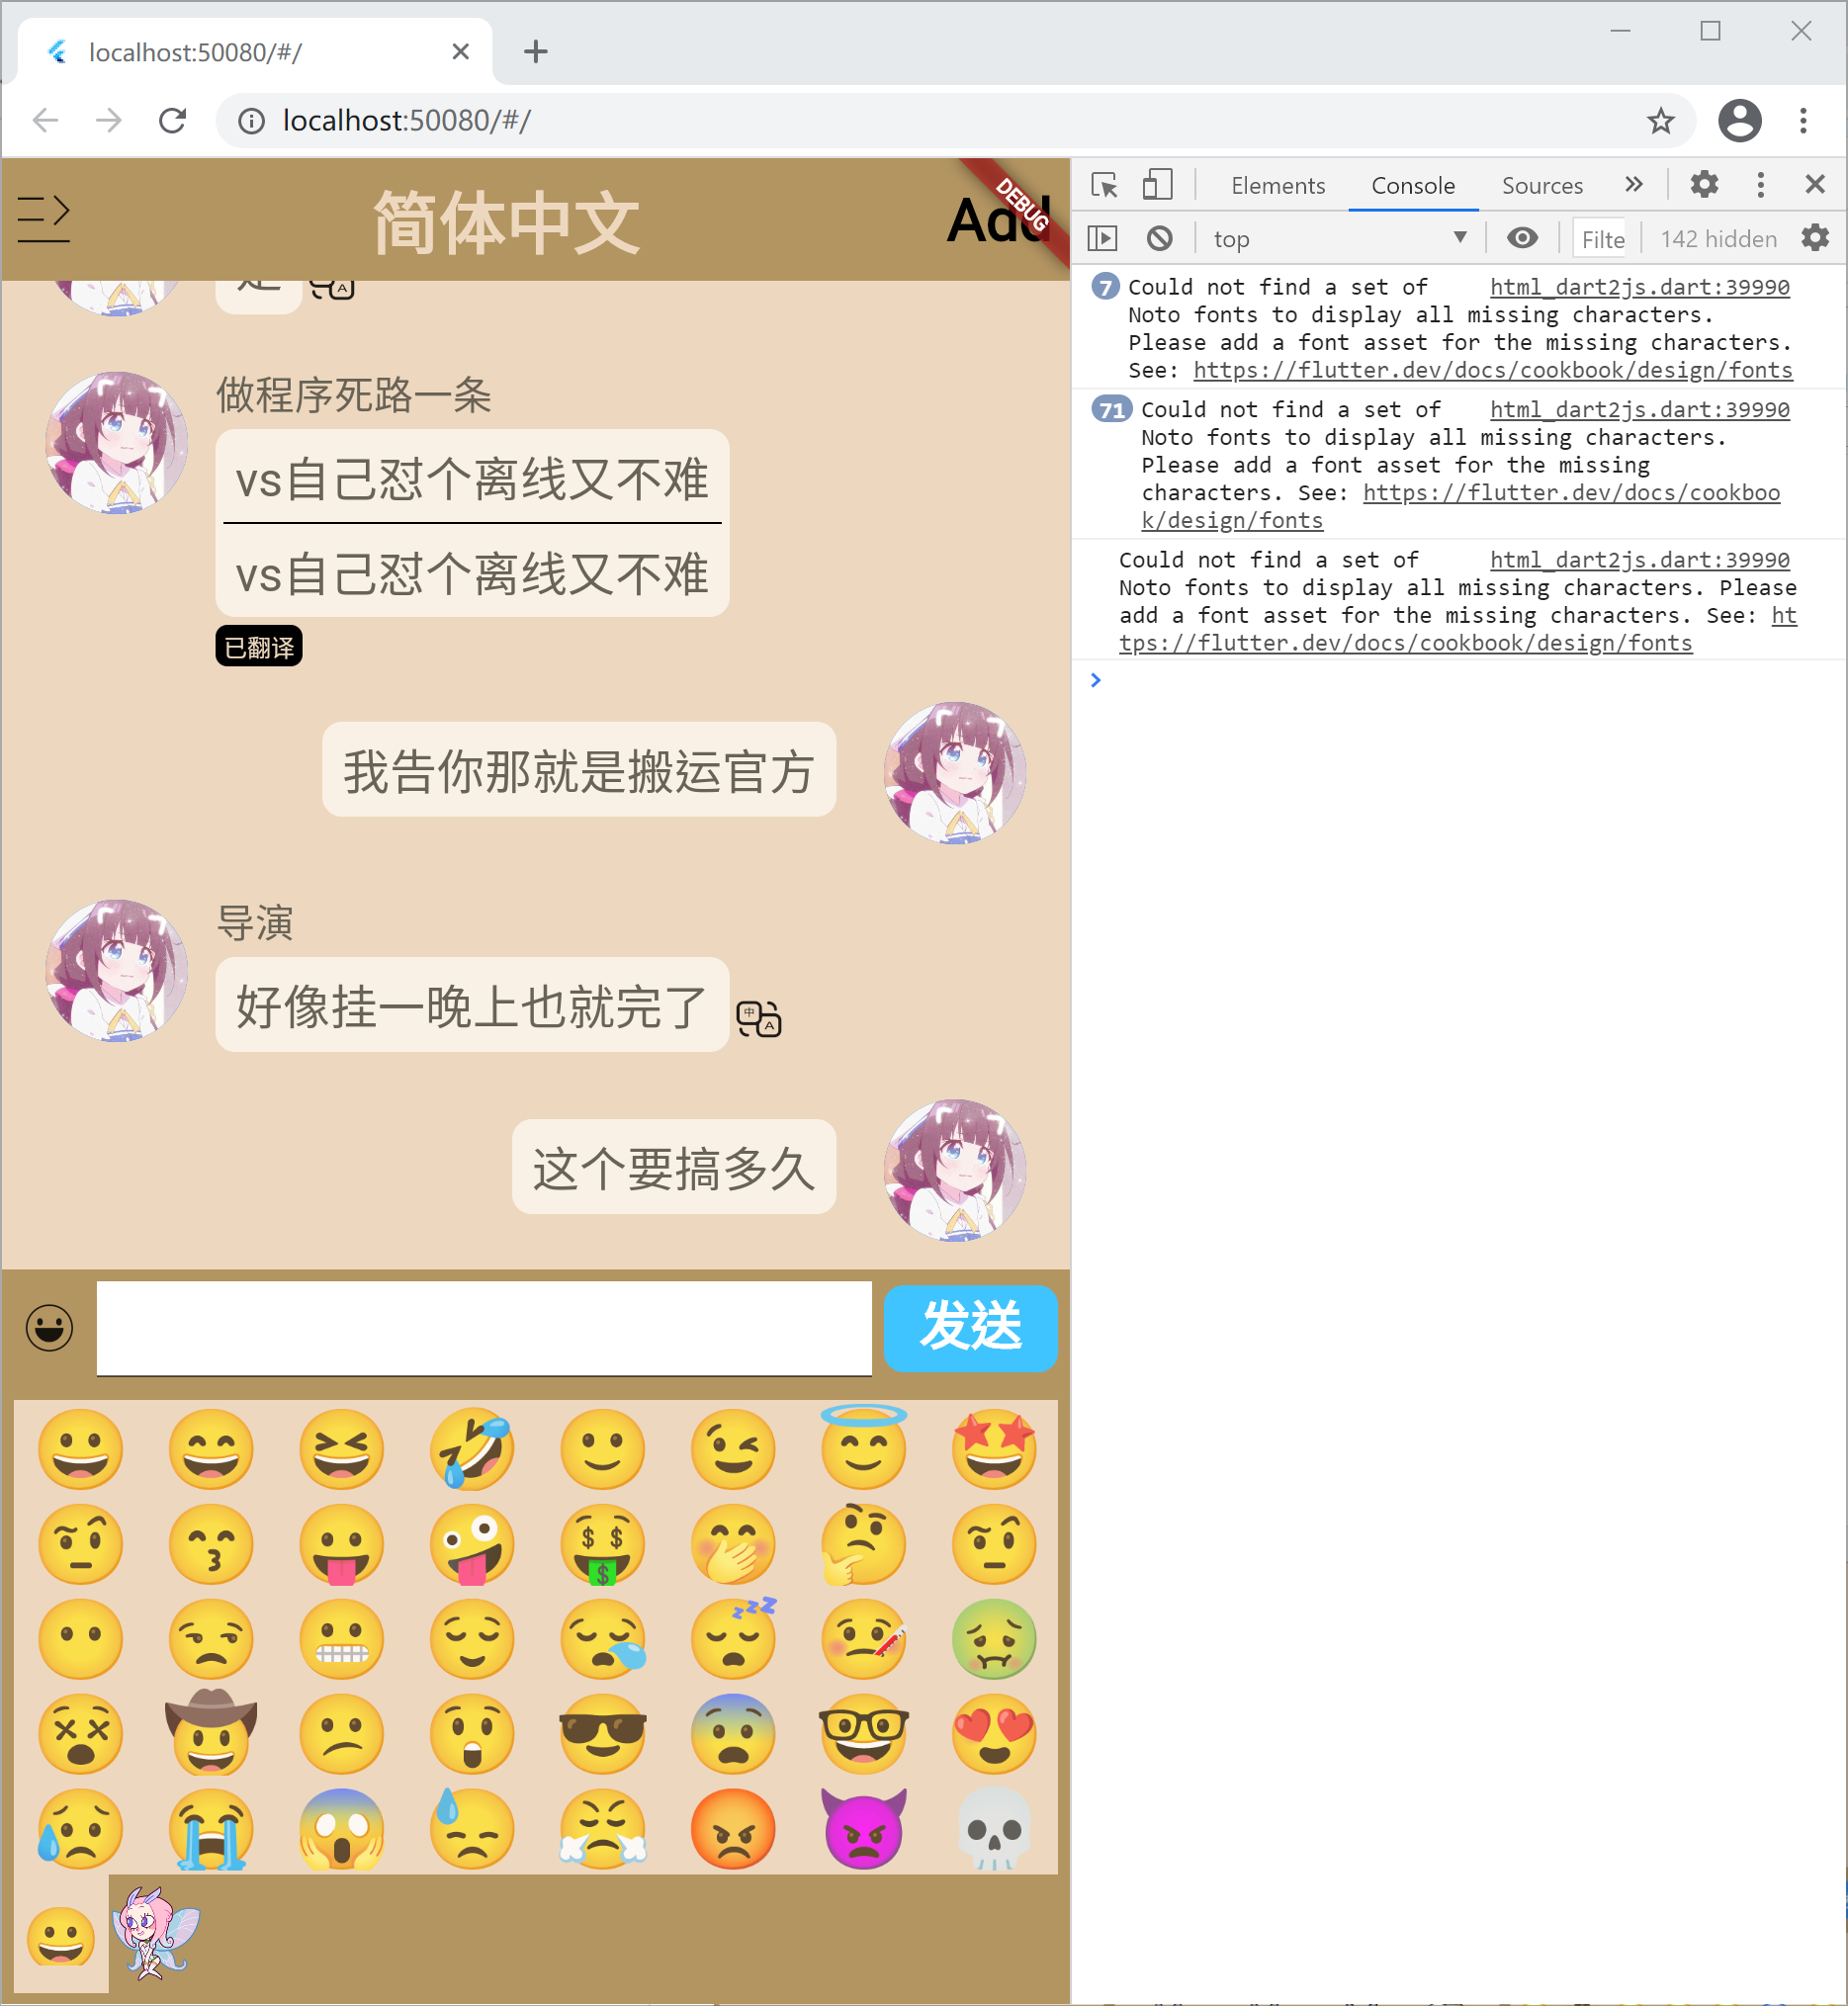 localhost:50080/#/
localhost:50080/#/
简体中文
Add
DEBUG
做程序死路一条
vs自己怼个离线又不难
vs自己怼个离线又不难
已翻译
我告你那就是搬运官方
导演
好像挂一晚上也就完了
中
A
这个要搞多久
发送
Elements
Console
Sources
top
Filte
142 hidden
7
Could not find a set of
html_dart2js.dart:39990
Noto fonts to display all missing characters.
Please add a font asset for the missing characters.
See: https://flutter.dev/docs/cookbook/design/fonts
71
Could not find a set of
html_dart2js.dart:39990
Noto fonts to display all missing characters.
Please add a font asset for the missing
characters. See: https://flutter.dev/docs/cookboo
k/design/fonts
Could not find a set of
html_dart2js.dart:39990
Noto fonts to display all missing characters. Please
add a font asset for the missing characters. See: ht
tps://flutter.dev/docs/cookbook/design/fonts